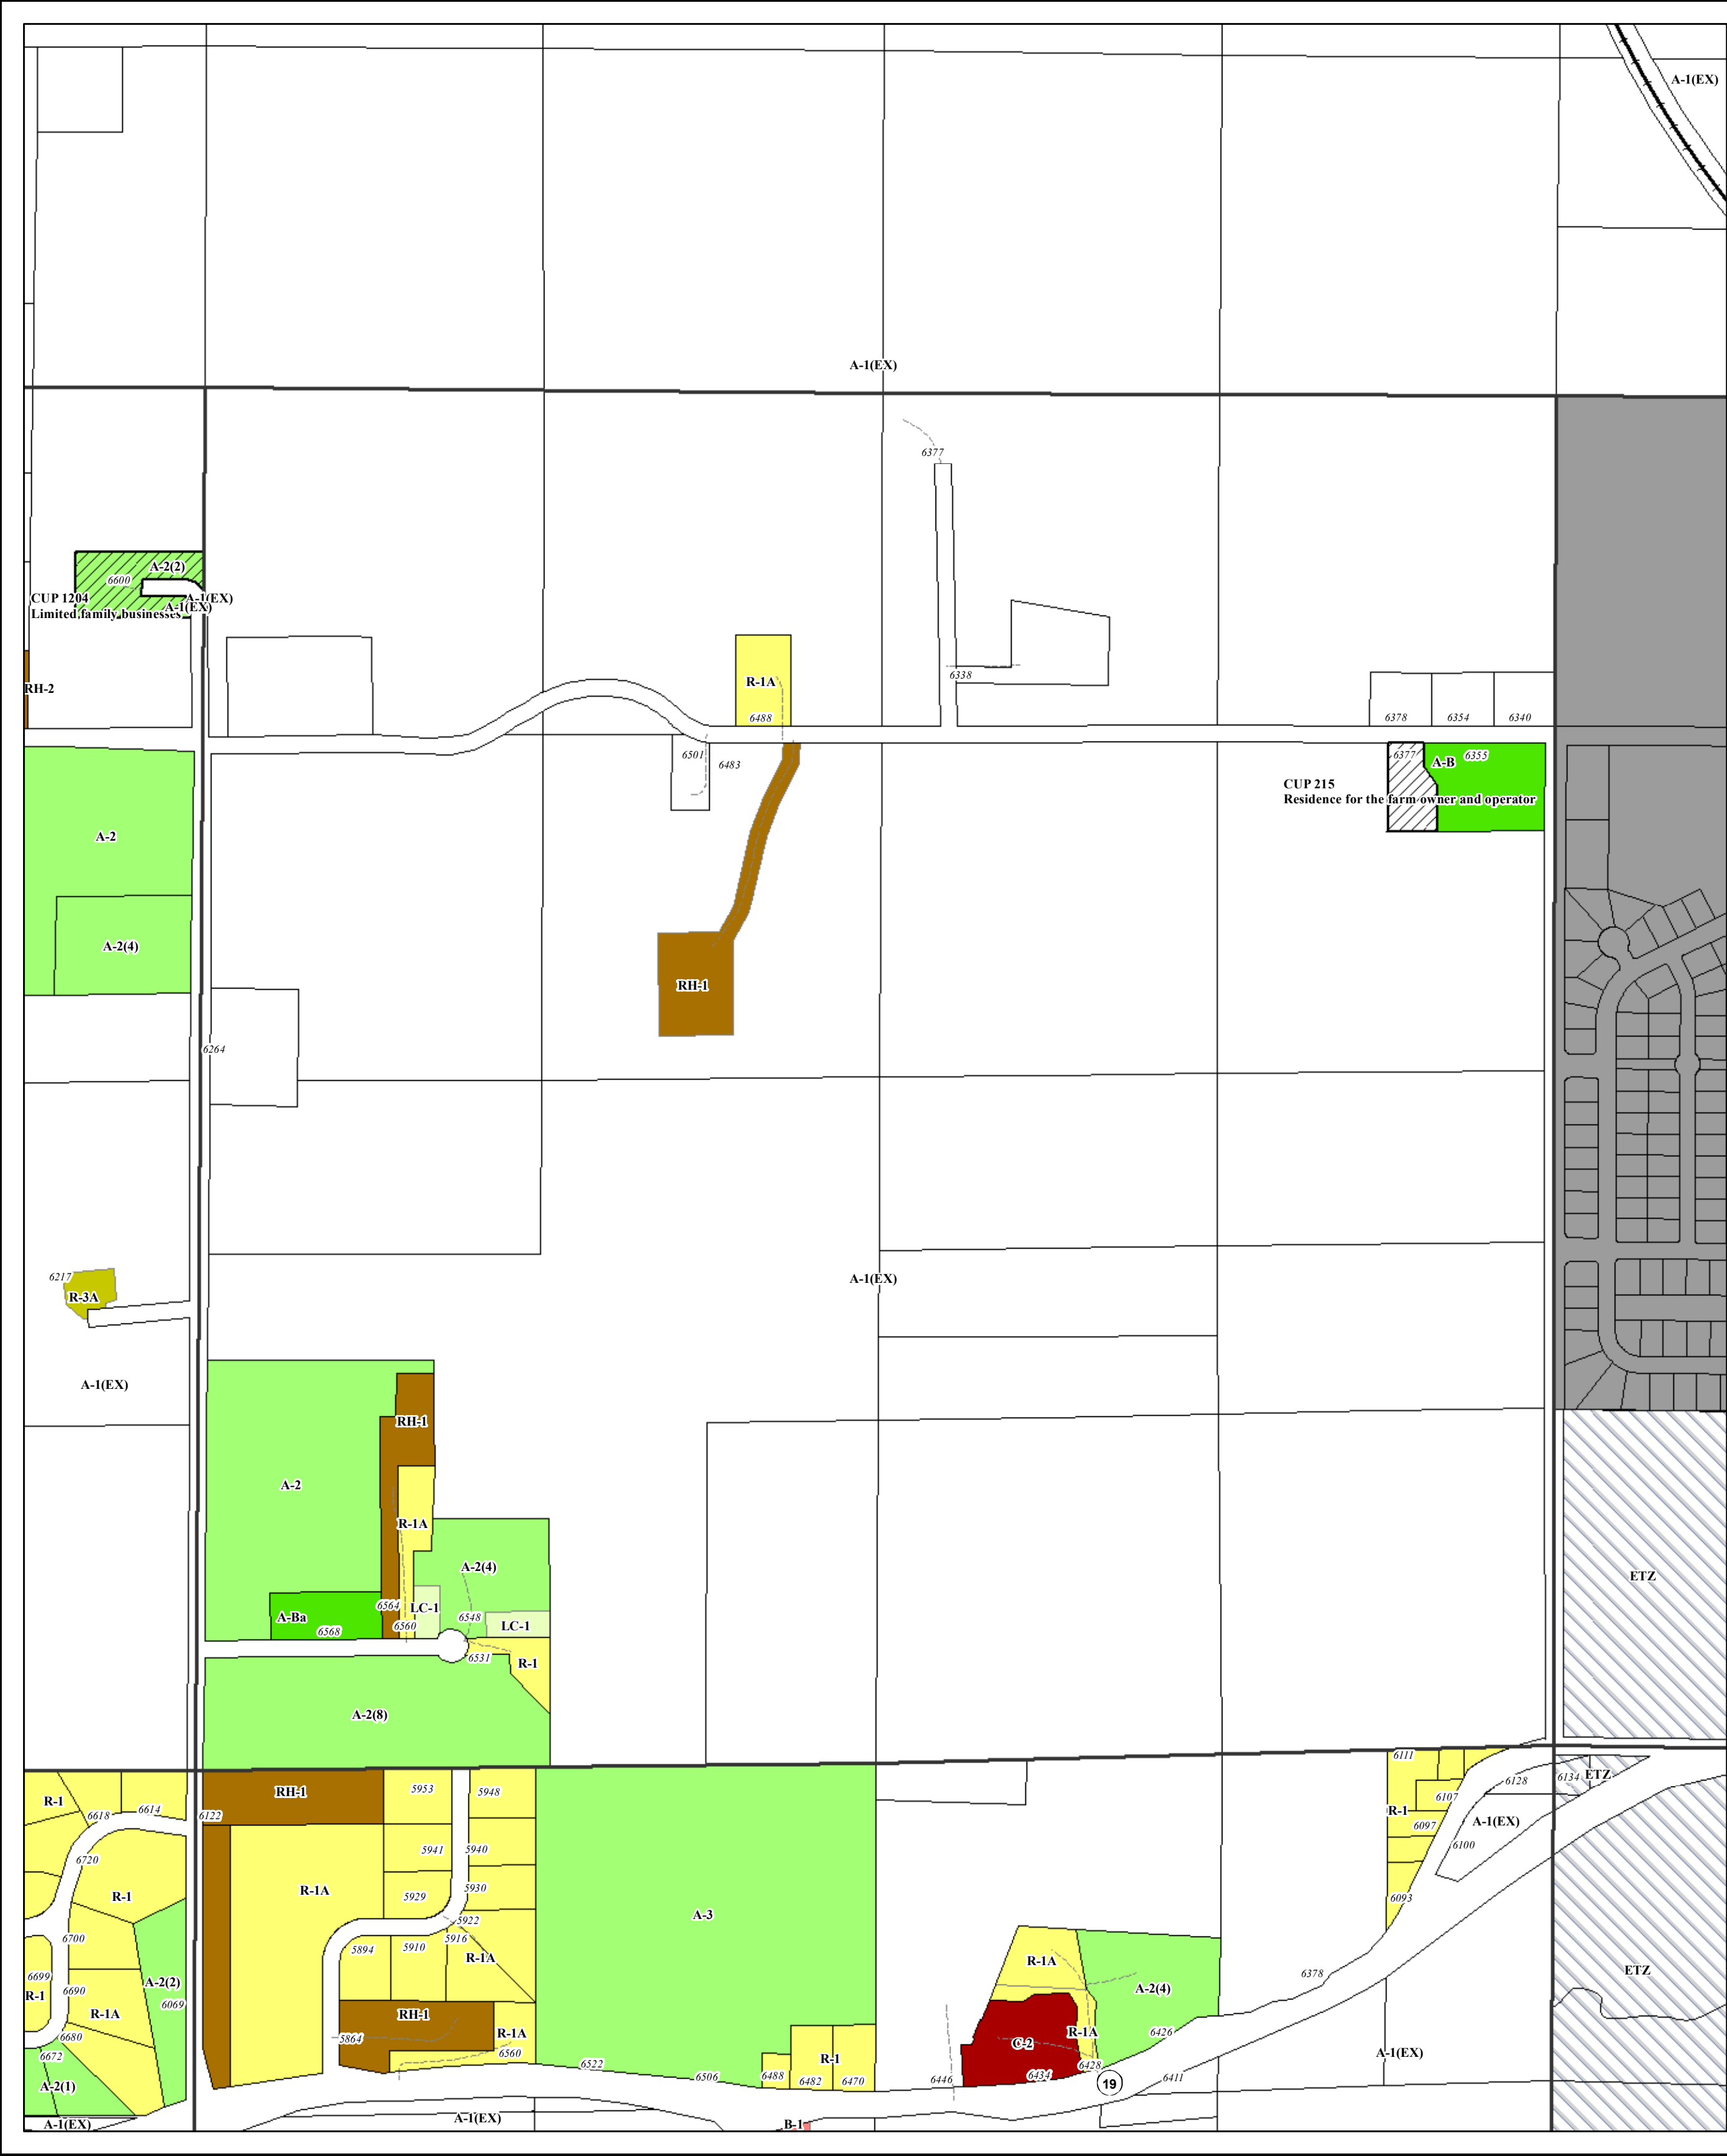 A-1(EX)
A-1(EX)
6377
A-2(2)
6600
CUP 1204
Limited family businesses
A-1(EX)
A-1(EX)
RH-2
R-1A
6488
6338
6378
6354
6340
6501
6483
6377
A-B
6355
CUP 215
Residence for the farm owner and operator
A-2
A-2(4)
RH-1
6264
6217
R-3A
A-1(EX)
A-1(EX)
RH-1
A-2
R-1A
A-2(4)
ETZ
6564
LC-1
A-Ba
6568
6560
6548
LC-1
6531
R-1
A-2(8)
6111
RH-1
5953
5948
R-1
6618
6614
6122
6134
ETZ
6128
6107
R-1
6097
A-1(EX)
6100
5941
5940
6720
R-1A
R-1
5929
5930
6093
A-3
5922
6700
5894
5910
5916
R-1A
R-1A
6699
R-1
6690
A-2(2)
6069
R-1A
6378
ETZ
A-2(4)
RH-1
5864
R-1A
6560
6680
6672
C-2
R-1A
6426
A-1(EX)
R-1
6522
6506
6488
6482
6470
6446
6434
6428
6411
19
A-2(1)
A-1(EX)
A-1(EX)
B-1